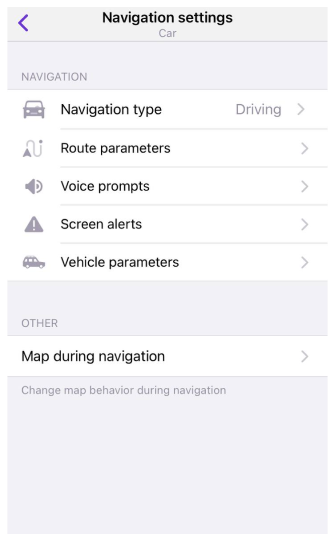 Navigation settings
Car
NAVIGATION
Navigation type Driving
Route parameters
Voice prompts
Screen alerts
Vehicle parameters
OTHER
Map during navigation
Change map behavior during navigation